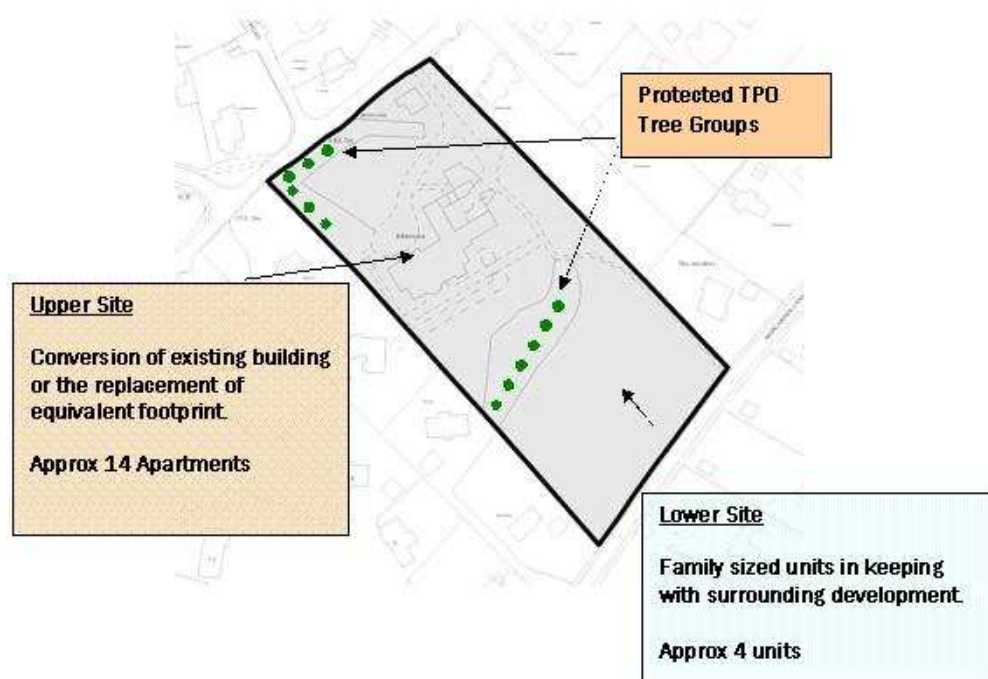 Protected TPO
Tree Groups
Upper Site
Conversion of existing building
or the replacement of
equivalent footprint.
Approx 14 Apartments
Lower Site
Family sized units in keeping
with surrounding development.
Approx 4 units